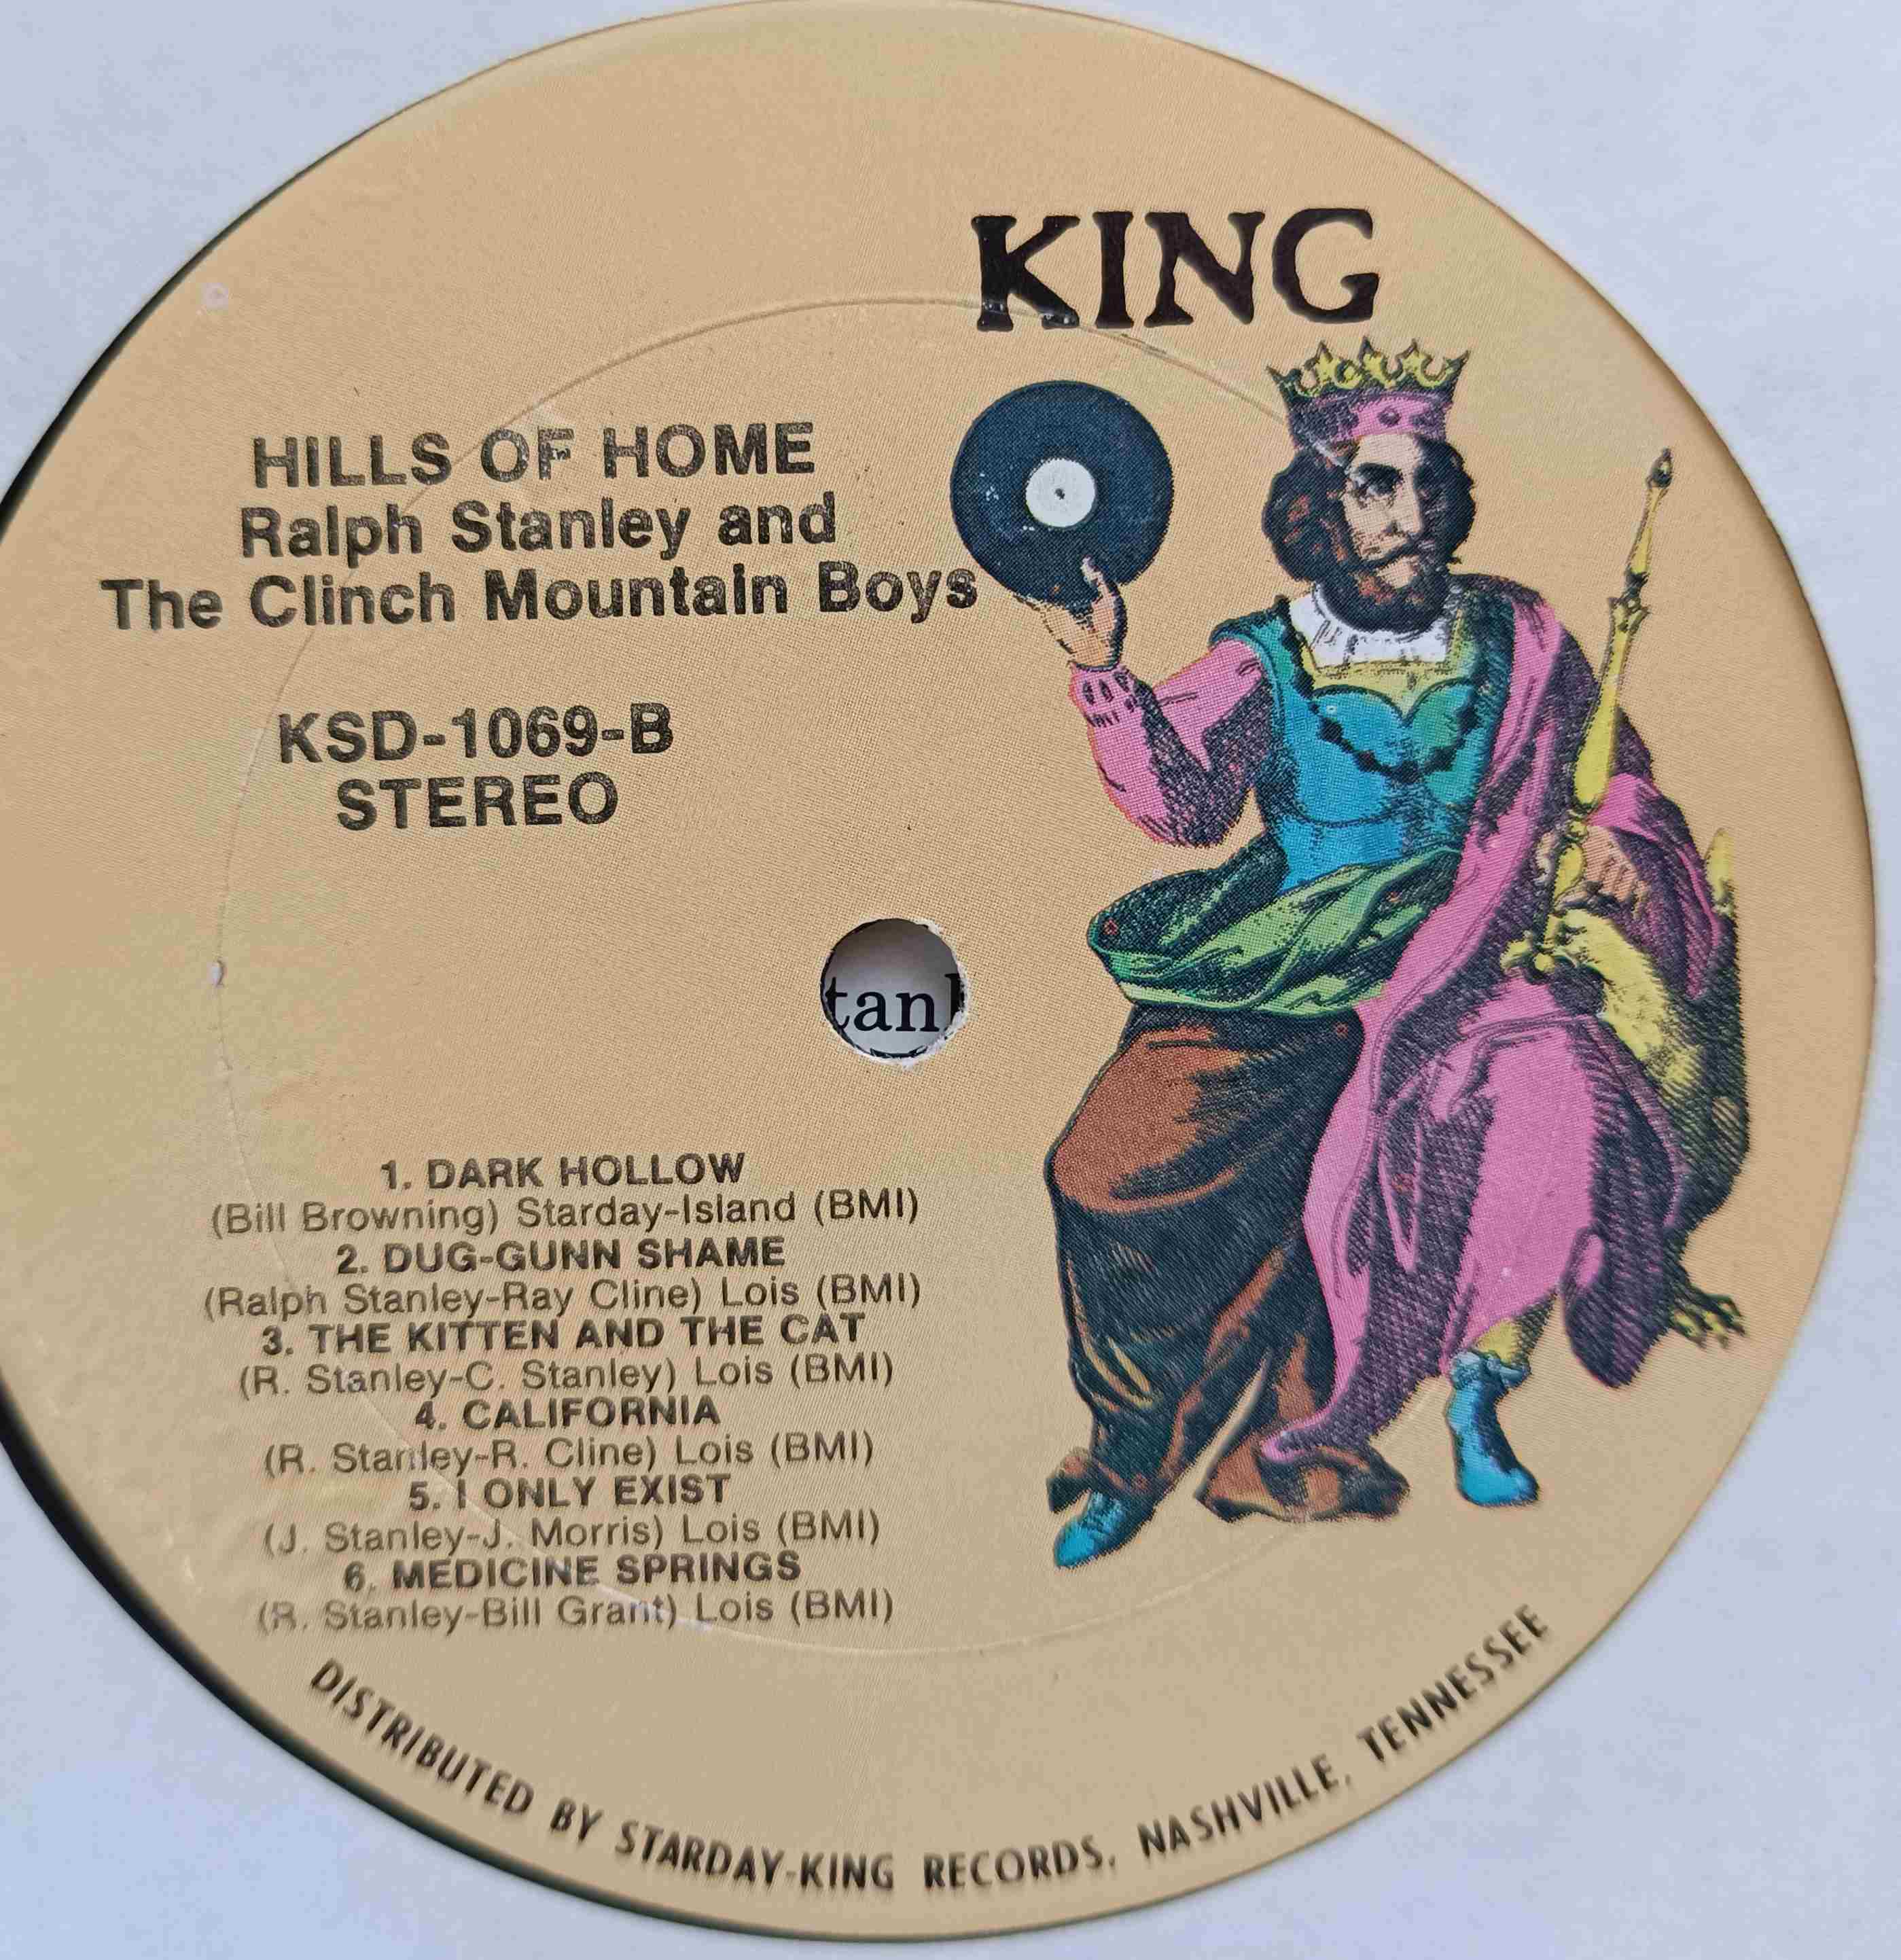 KING
HILLS OF HOME
Ralph Stanley and
The Clinch Mountain Boys
KSD-1069-B
STEREO
tan
1. DARK HOLLOW
(Bill Browning) Starday-Island (BMI)
2. DUG-GUNN SHAME
(Ralph Stanley-Ray Cline) Lois (BMI)
3. THE KITTEN AND THE CAT
(R. Stanley-C. Stanley) Lois (BMI)
4. CALIFORNIA
(R. Stanley-R. Cline) Lois (BMI)
5. I ONLY EXIST
(J. Stanley-J. Morris) Lois (BMI)
6. MEDICINE SPRINGS
(R. Stanley-Bill Grant) Lois (BMI)
DISTRIBUTED BY STARDAY-KING RECORDS, NASHVILLE, TENNESSEE